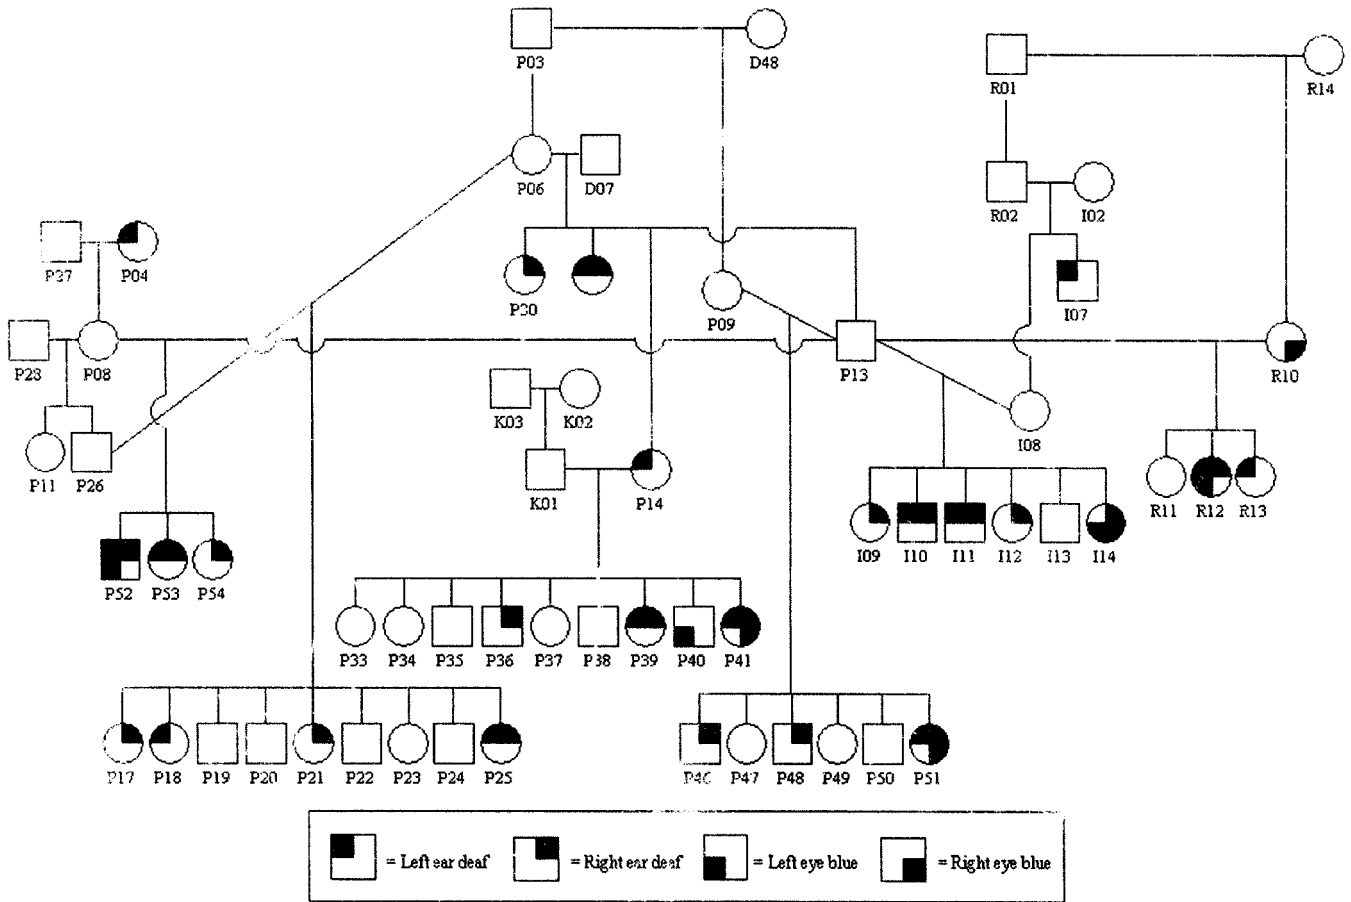 P03
D48
R01
R14
P06
D07
R02
I02
P04
P30
P09
I07
P08
P13
R10
K03
K02
I08
P11
P26
K01
P14
R11
R12
R13
I09
I10
I11
I12
I13
I14
P52
P53
P54
P33
P34
P35
P36
P37
P38
P39
P40
P41
P17
P18
P19
P20
P21
P22
P23
P24
P25
P47
P48
P49
P50
P51
= Left ear deaf
= Right ear deaf
= Left eye blue
= Right eye blue